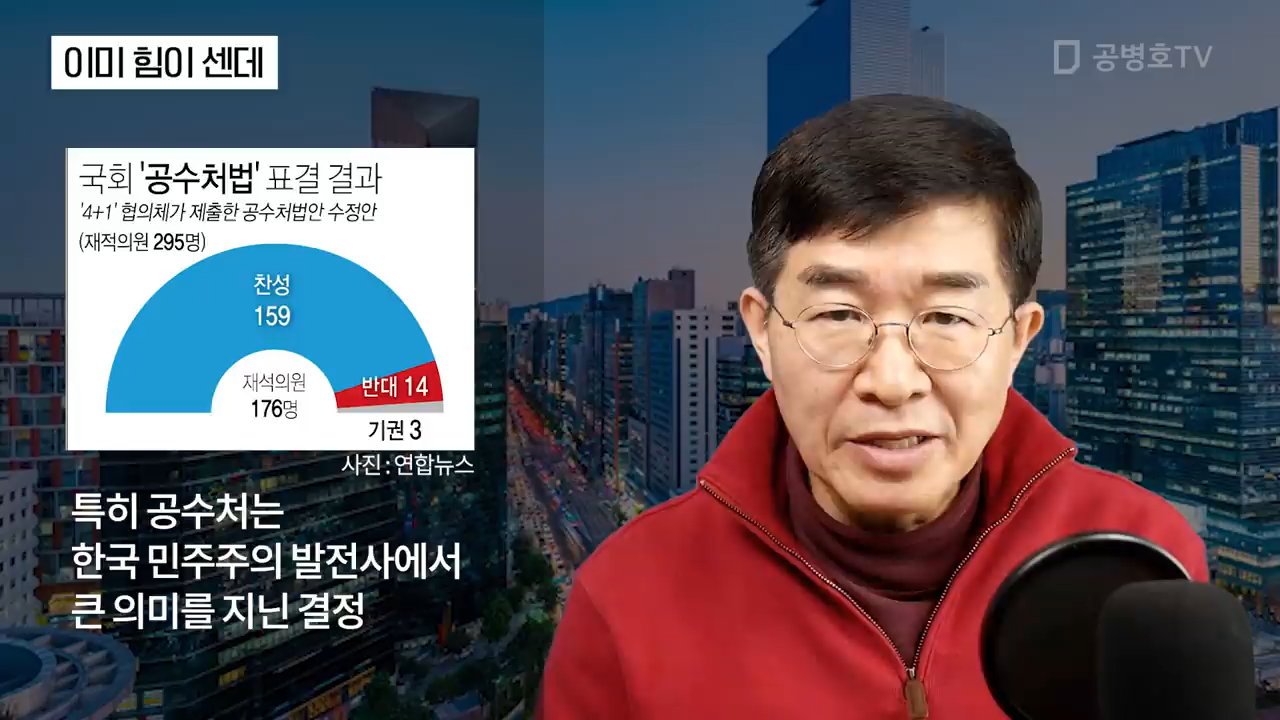 이미 힘이 센데
공병호TV
국회 '공수처법' 표결 결과
'4+1' 협의체가 제출한 공수처법안 수정안
(재적의원 295명)
찬성
159
재석의원
176명
반대 14
기권 3
사진 : 연합뉴스
특히 공수처는
한국 민주주의 발전사에서
큰 의미를 지닌 결정